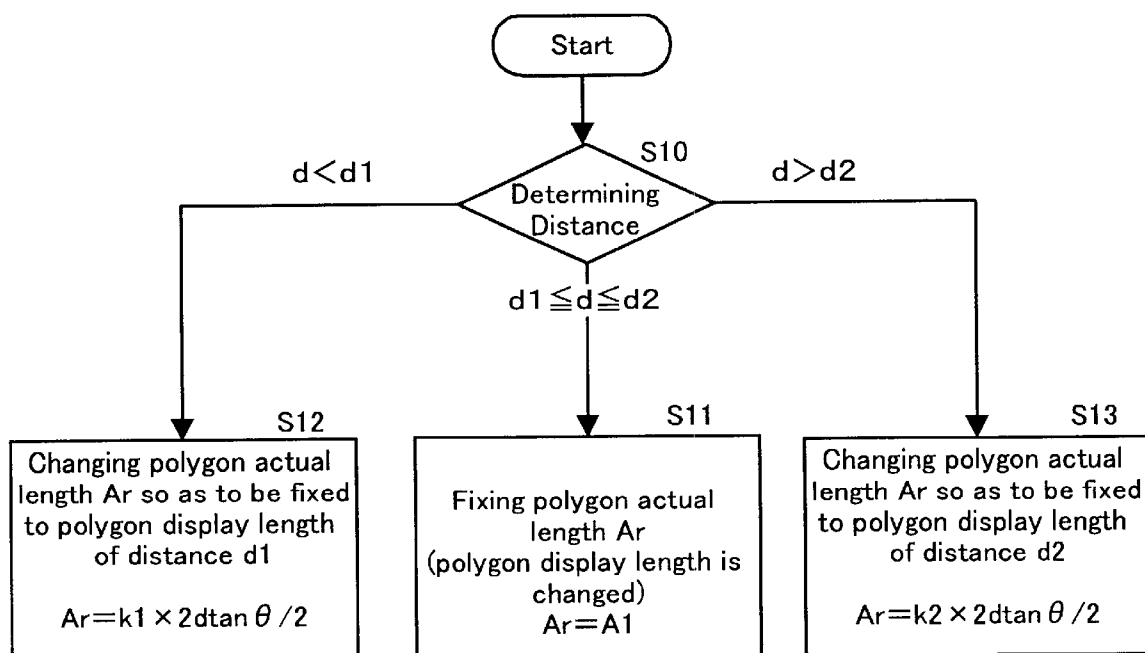 Start
S10
d<d1
d>d2
Determining
Distance
d1≦d≦d2
S12
Changing polygon actual
length Ar so as to be fixed
to polygon display length
of distance d1
Ar=k1×2dtanθ/2
S11
Fixing polygon actual
length Ar
(polygon display length is
changed)
Ar=A1
S13
Changing polygon actual
length Ar so as to be fixed
to polygon display length
of distance d2
Ar=k2×2dtanθ/2